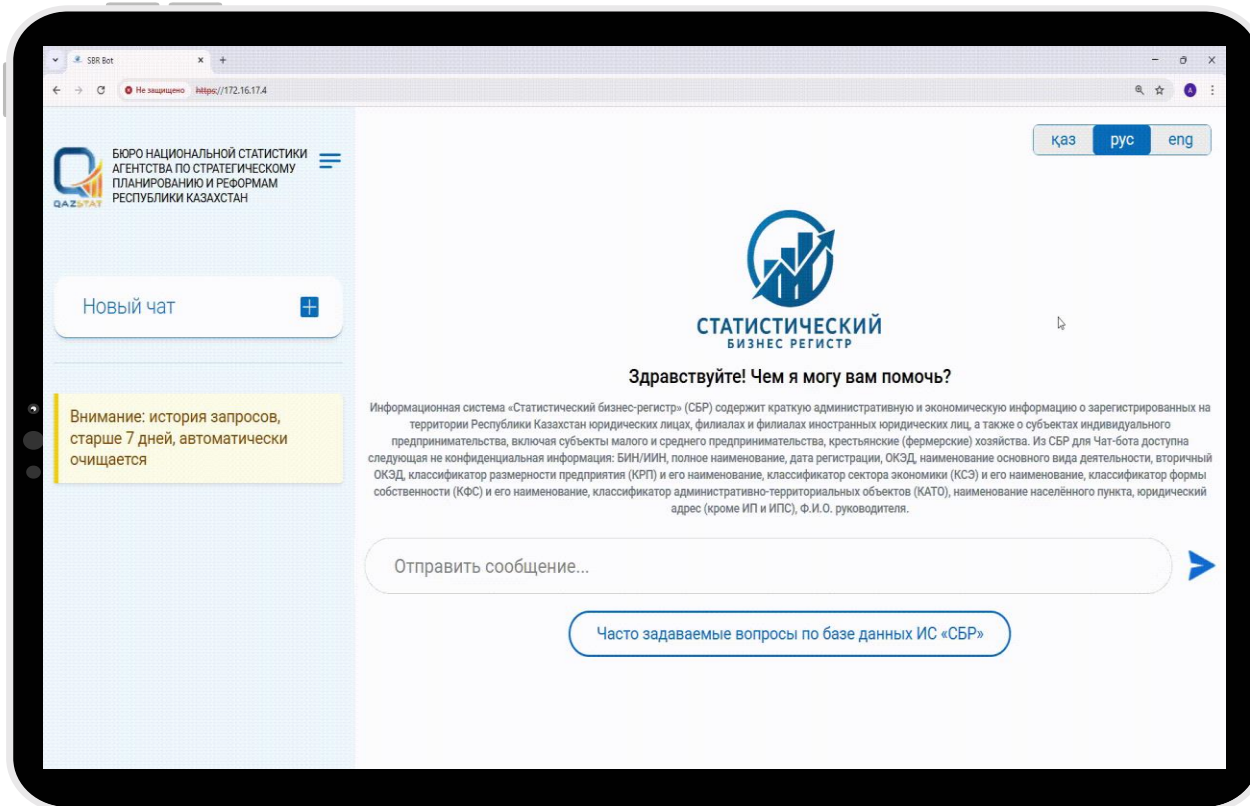 SBR Bot
Не защищено https://172.16.17.4
А
QAZSTAT
БЮРО НАЦИОНАЛЬНОЙ СТАТИСТИКИ
АГЕНТСТВА ПО СТРАТЕГИЧЕСКОМУ
ПЛАНИРОВАНИЮ И РЕФОРМАМ
РЕСПУБЛИКИ КАЗАХСТАН
қаз рус eng
Новый чат
Внимание: история запросов,
старше 7 дней, автоматически
очищается
СТАТИСТИЧЕСКИЙ
БИЗНЕС РЕГИСТР
Здравствуйте! Чем я могу вам помочь?
Информационная система «Статистический бизнес-регистр» (СБР) содержит краткую административную и экономическую информацию о зарегистрированных на
территории Республики Казахстан юридических лицах, филиалах и филиалах иностранных юридических лиц, а также о субъектах индивидуального
предпринимательства, включая субъекты малого и среднего предпринимательства, крестьянские (фермерские) хозяйства. Из СБР для Чат-бота доступна
следующая не конфиденциальная информация: БИН/ИИН, полное наименование, дата регистрации, ОКЭД, наименование основного вида деятельности, вторичный
ОКЭД, классификатор размерности предприятия (КРП) и его наименование, классификатор сектора экономики (КСЭ) и его наименование, классификатор формы
собственности (КФС) и его наименование, классификатор административно-территориальных объектов (КАТО), наименование населённого пункта, юридический
адрес (кроме ИП и ИПС), Ф.И.О. руководителя.
Отправить сообщение...
Часто задаваемые вопросы по базе данных ИС «СБР»